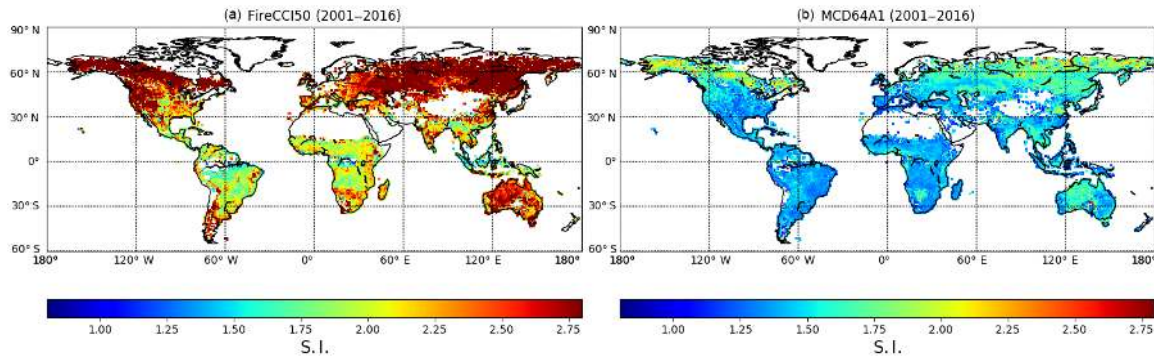 (a) FireCCI50 (2001–2016)
90° N
60° N
30° N
0°
30° S
60° S
180°
120° W
60° W
0°
60° E
120° E
180°
1.00
1.25
1.50
1.75
2.00
2.25
2.50
2.75
S. I.
(b) MCD64A1 (2001–2016)
90° N
60° N
30° N
0°
30° S
60° S
180°
120° W
60° W
0°
60° E
120° E
180°
1.00
1.25
1.50
1.75
2.00
2.25
2.50
2.75
S. I.